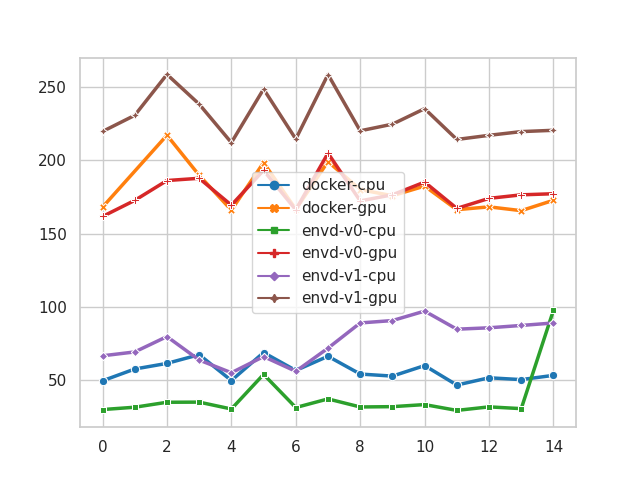 250
200
150
100
50
docker-cpu
docker-gpu
envd-v0-cpu
envd-v0-gpu
envd-v1-cpu
envd-v1-gpu
0 2 4 6 8 10 12 14